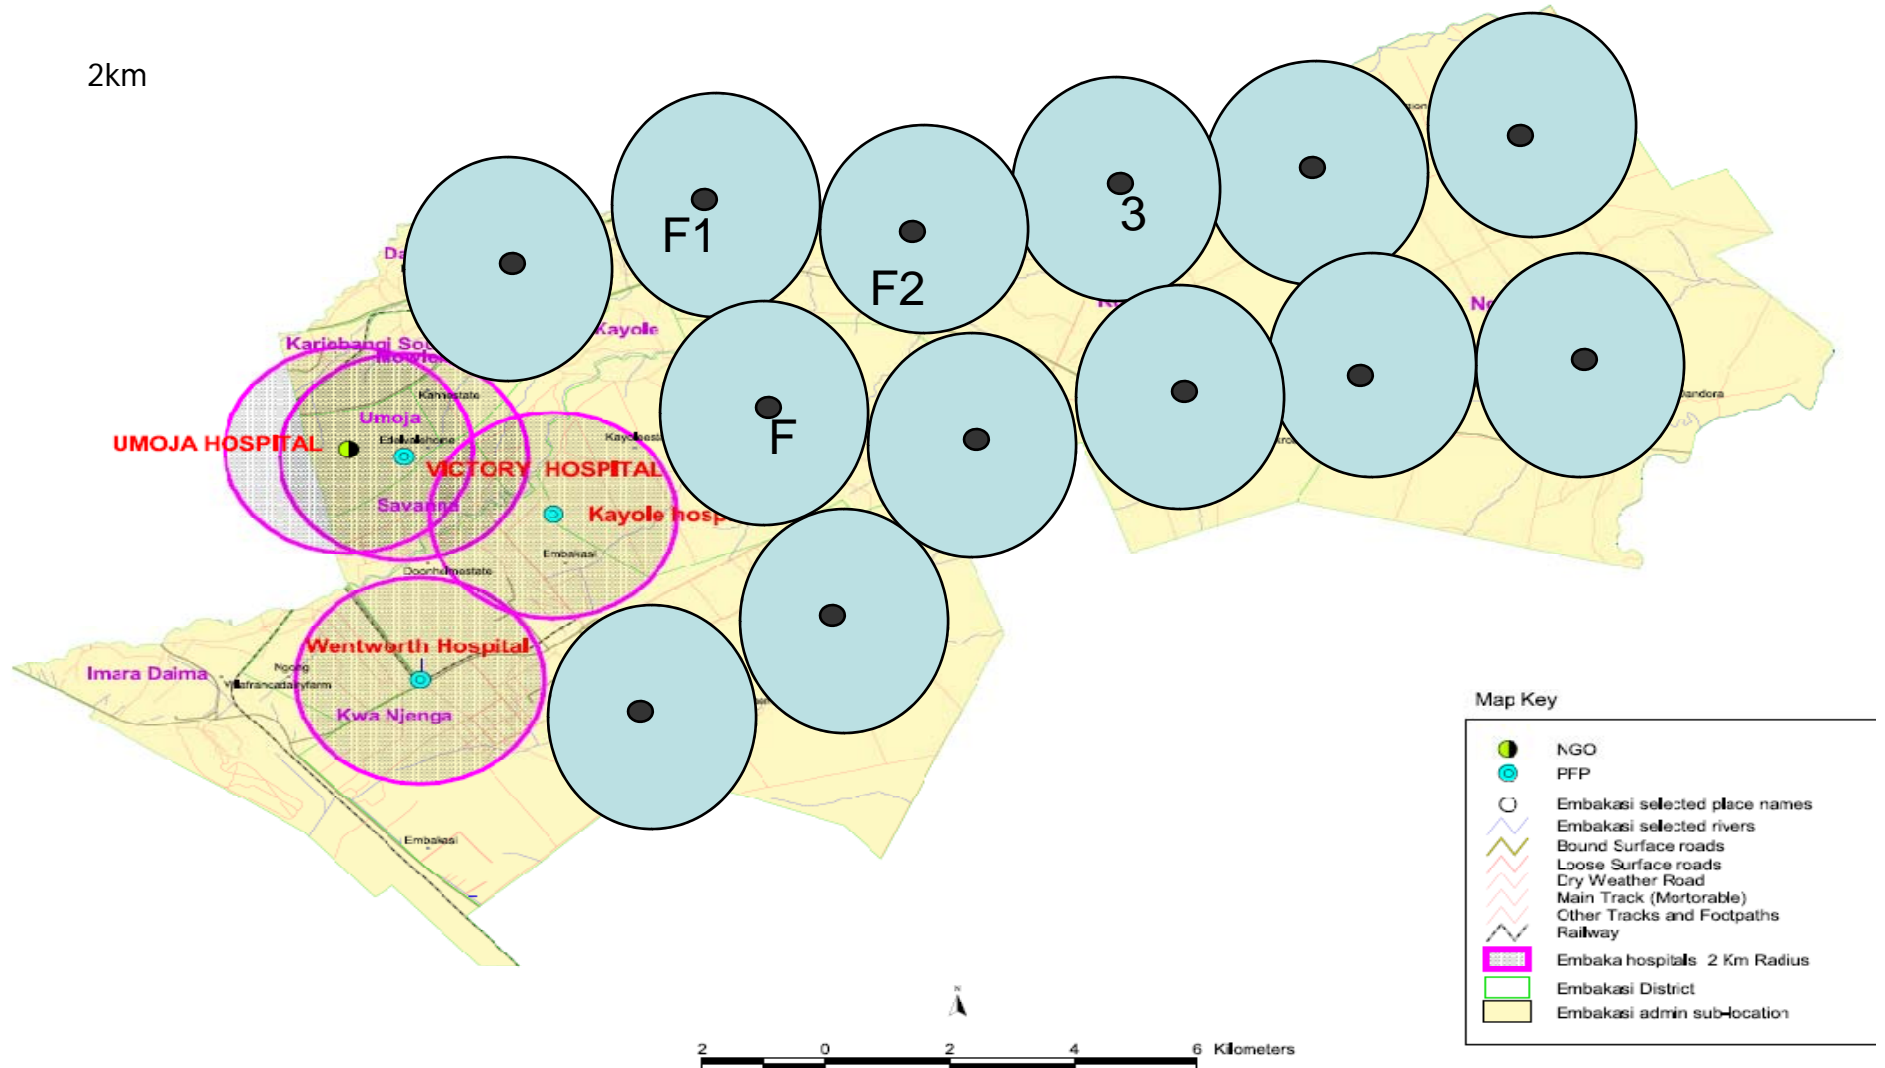 2km
F1
3
F2
Kayole
UMOJA HOSPITAL
Umoja
VICTORY HOSPITAL
F
Savanna
Embakasi
Doonholmestate
Wentworth Hospital
Imara Daima
Kwa Njenga
Embakasi
Map Key
NGO
PFP
Embakasi selected place names
Embakasi selected rivers
Bound Surface roads
Loose Surface roads
Dry Weather Road
Main Track (Mortorable)
Other Tracks and Footpaths
Railway
Embaka hospitals 2 Km Radius
Embakasi District
Embakasi admin sub-location
N
2 0 2 4 6 Kilometers